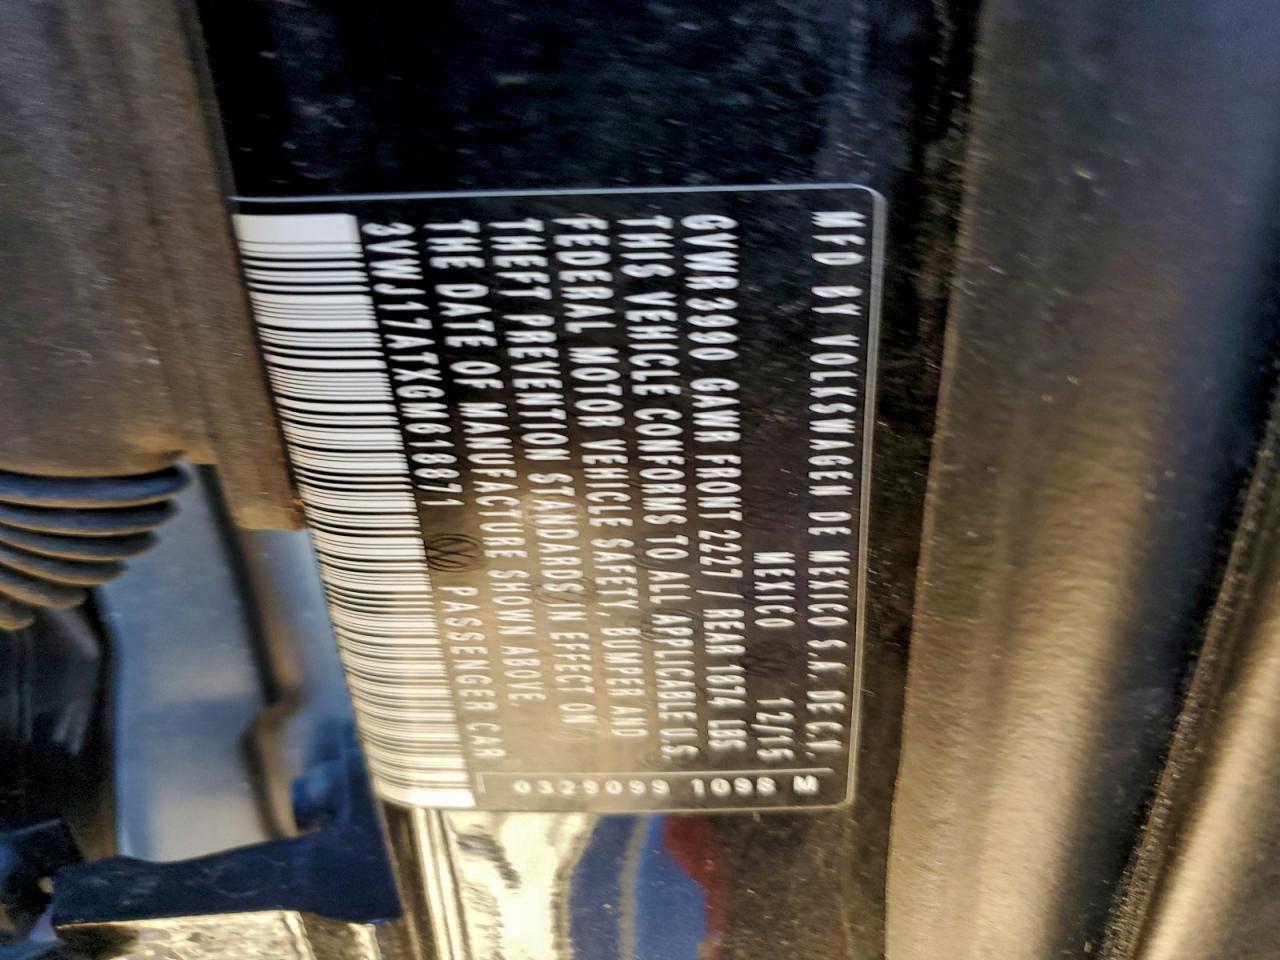 MFD BY VOLKSWAGEN DE MEXICO S.A. DE C.V.
MEXICO 12/15
GVWR 3990 GAWR FRONT 2227 / REAR 1874 LBS
THIS VEHICLE CONFORMS TO ALL APPLICABLE U.S.
FEDERAL MOTOR VEHICLE SAFETY, BUMPER AND
THEFT PREVENTION STANDARDS IN EFFECT ON
THE DATE OF MANUFACTURE SHOWN ABOVE.
3VWJ17ATXGM618871 PASSENGER CAR
0329099 1098 M